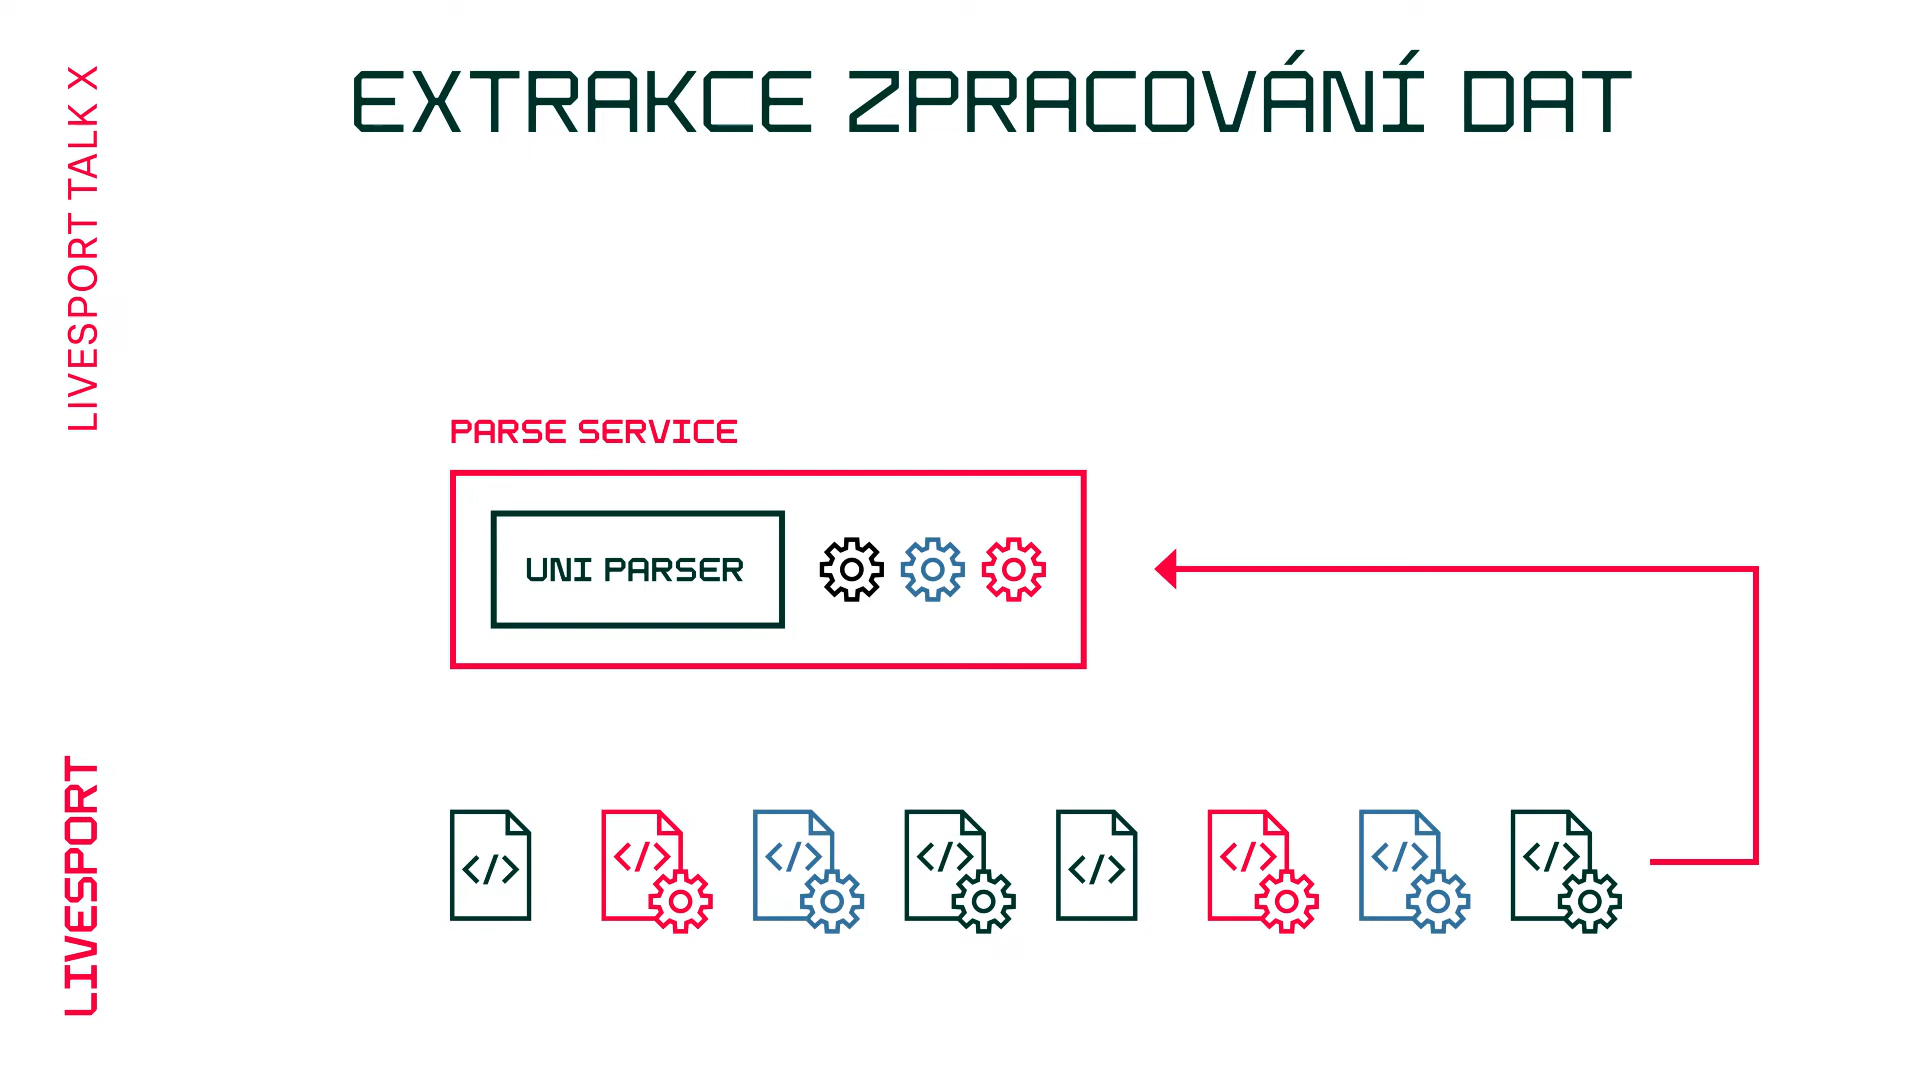 LIVESPORT TALK X
EXTRAKCE ZPRACOVÁNÍ DAT
PARSE SERVICE
UNI PARSER
</>
</>
</>
</>
</>
</>
</>
</>
LIVESPORT